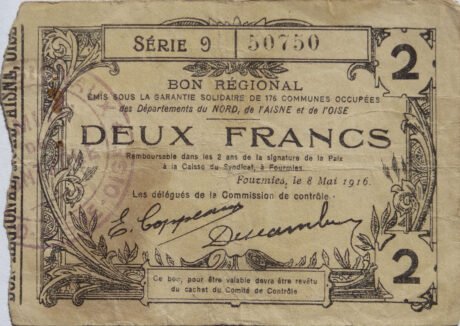 SÉRIE 9 50750
2
BON RÉGIONAL
ÉMIS SOUS LA GARANTIE SOLIDAIRE DE 176 COMMUNES OCCUPÉES
des Départements du NORD, de l'AISNE et de l'OISE
DEUX FRANCS
Remboursable dans les 2 ans de la signature de la Paix
à la Caisse du Syndicat, à Fourmies.
Fourmies, le 8 Mai 1916.
Les délégués de la Commission de contrôle.
2
Ce bon, pour être valable devra être revêtu
du cachet du Comité de Contrôle